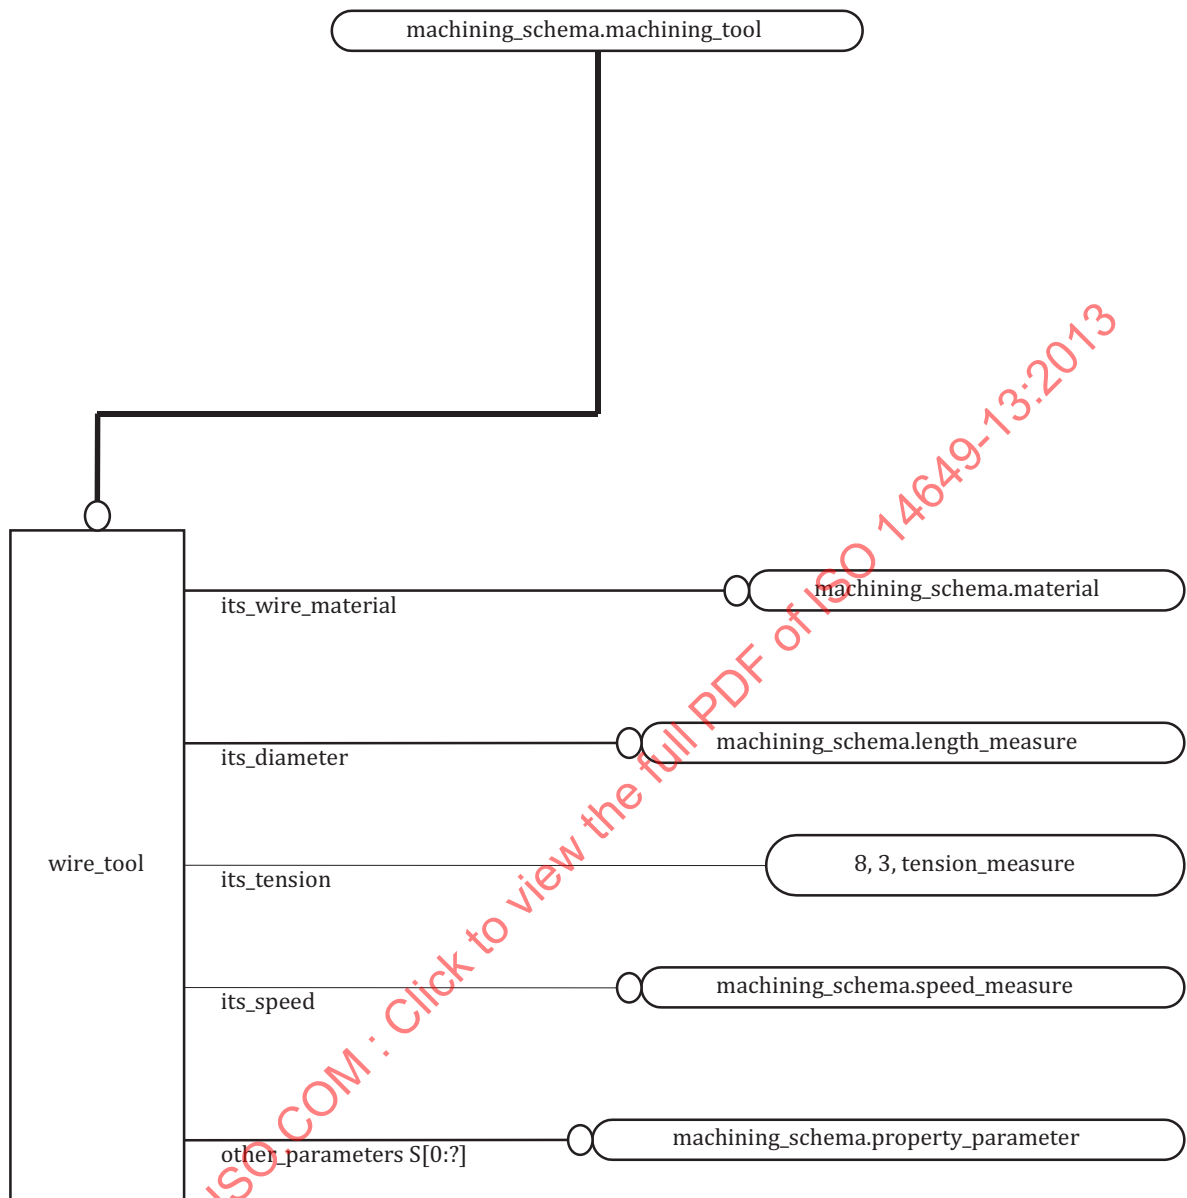 machining_schema.machining_tool
its_wire_material
machining_schema.material
its_diameter
machining_schema.length_measure
wire_tool
its_tension
8, 3, tension_measure
its_speed
machining_schema.speed_measure
other_parameters S[0:?]
machining_schema.property_parameter
ISO.COM : Click to view the full PDF of ISO 14649-13:2013